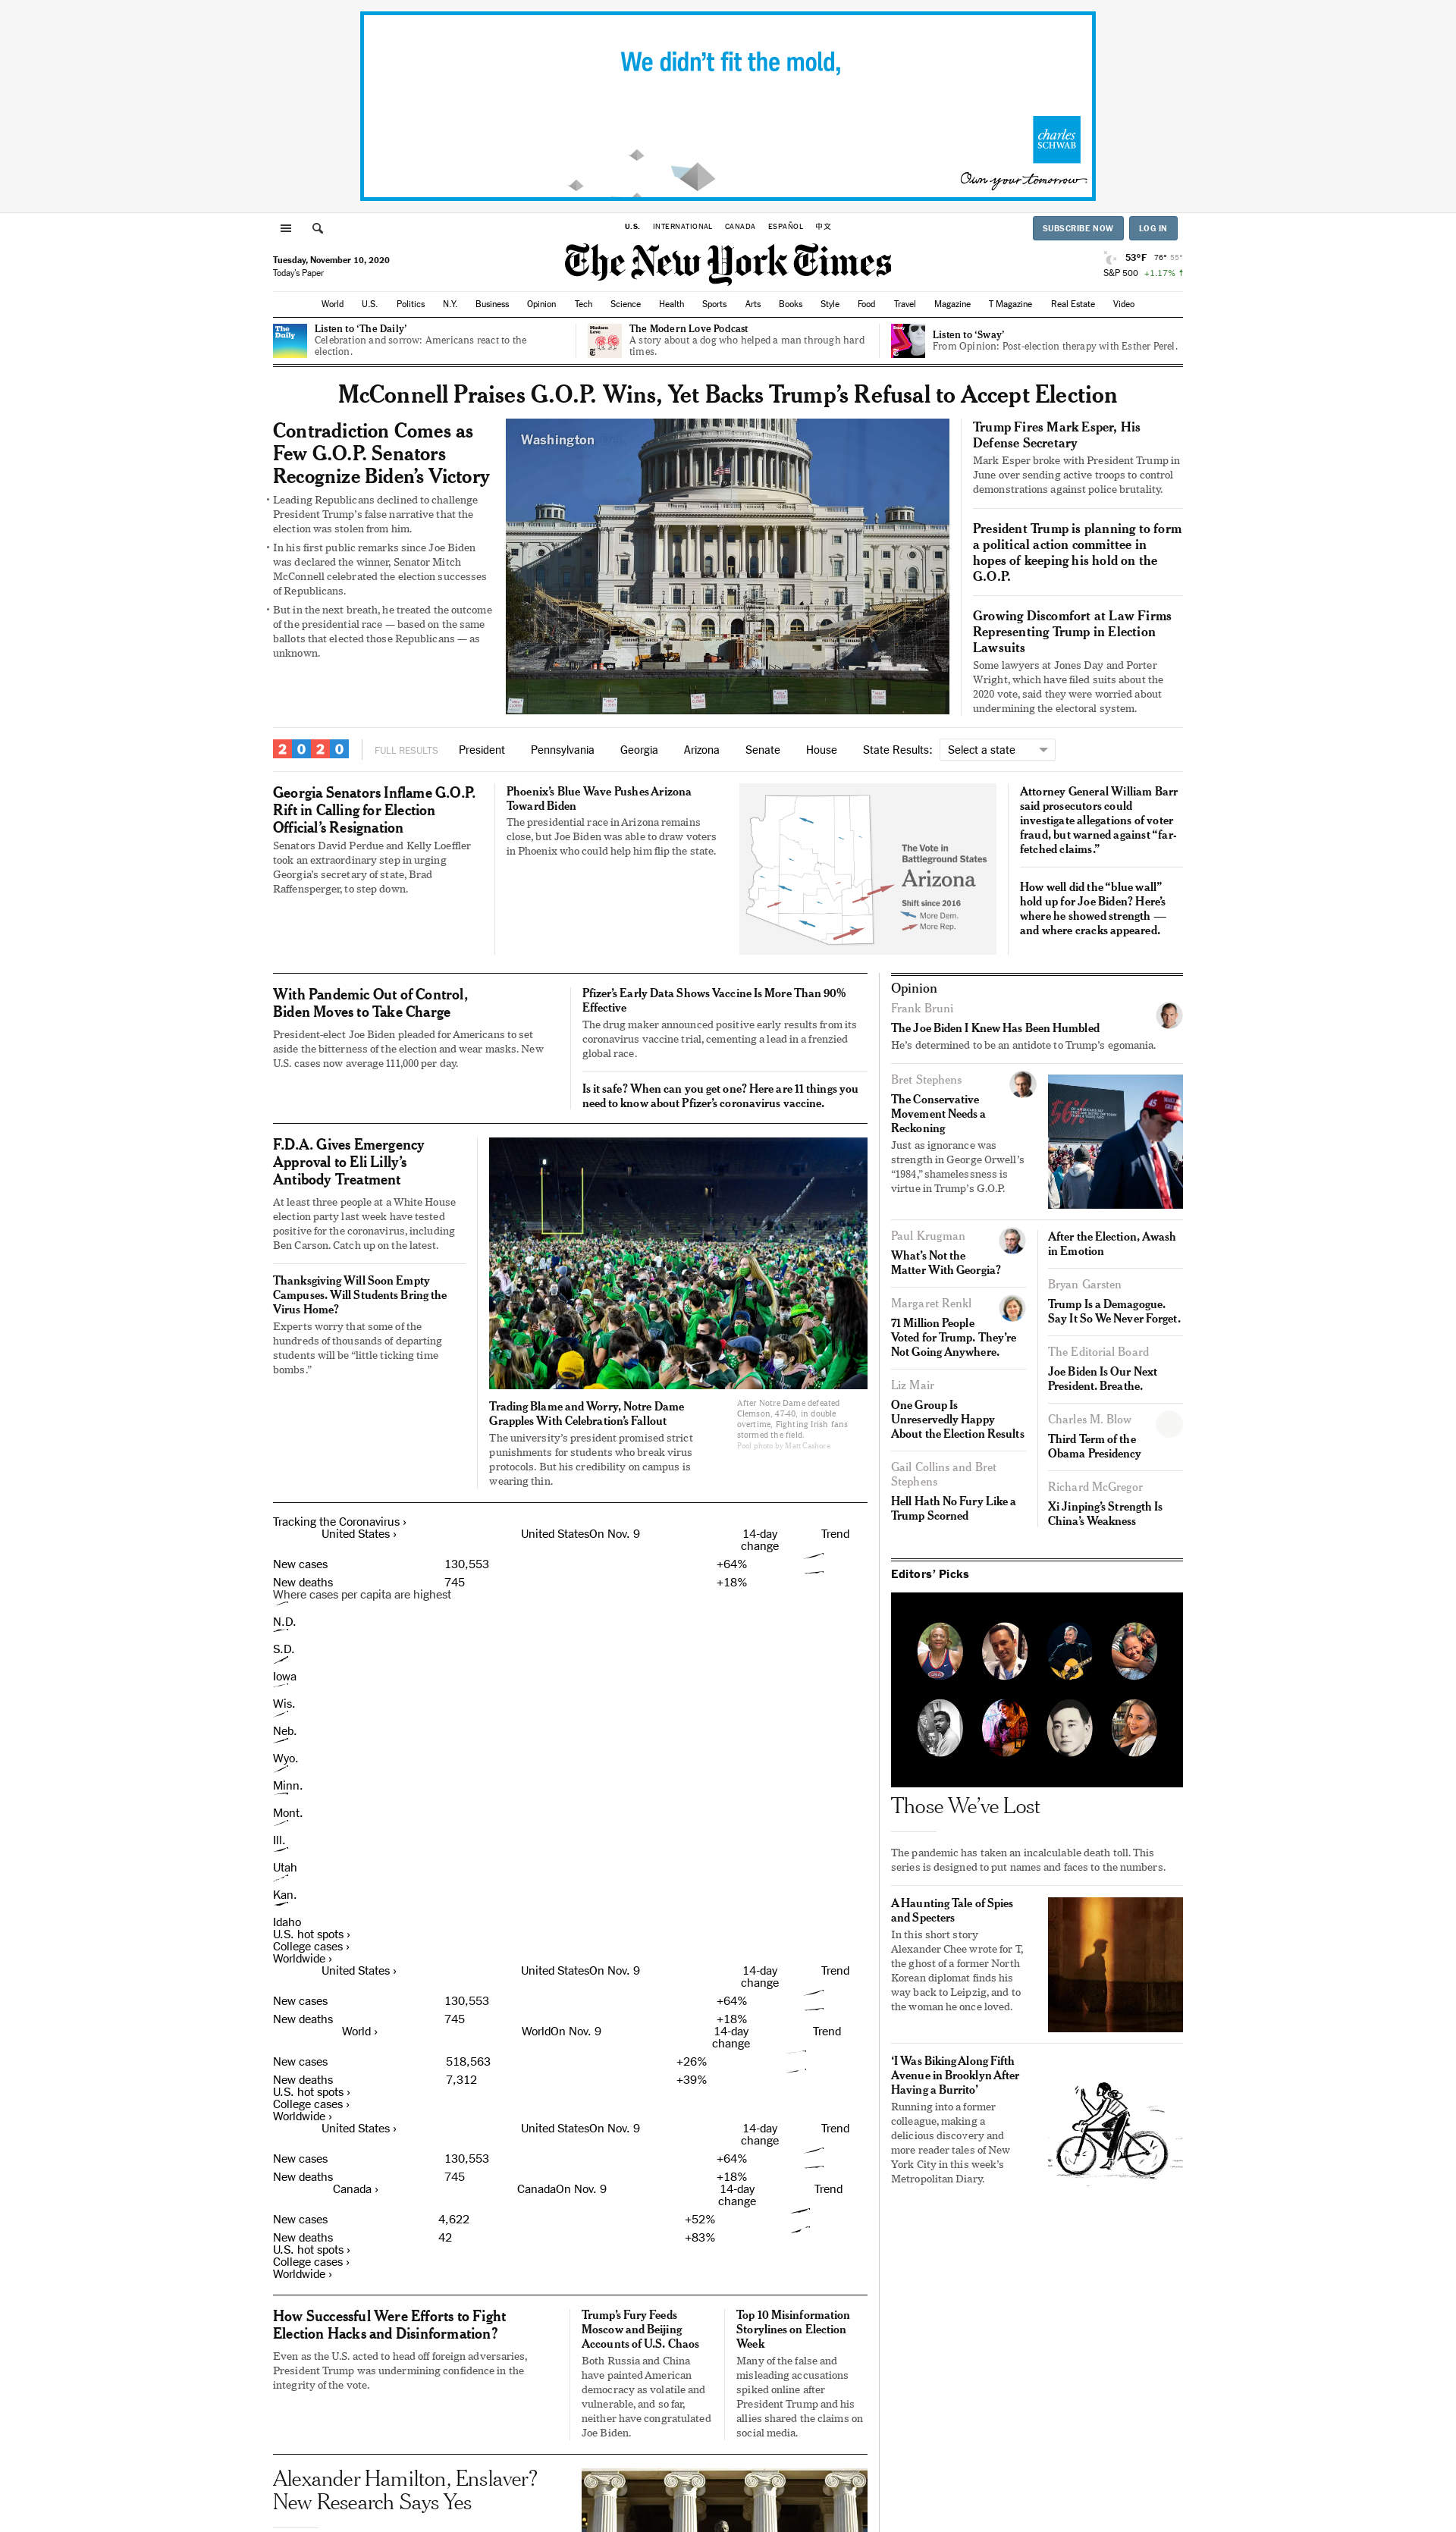 We didn't fit the mold,
charles
SCHWAB
Own your tomorrow.
U.S. INTERNATIONAL CANADA ESPAÑOL 中文
SUBSCRIBE NOW LOG IN
The New York Times
Tuesday, November 10, 2020
Today's Paper
53°F 76° 55°
S&P 500 +1.17% ↑
World U.S. Politics N.Y. Business Opinion Tech Science Health Sports Arts Books Style Food Travel Magazine T Magazine Real Estate Video
The
Daily
Listen to 'The Daily'
Celebration and sorrow: Americans react to the
election.
Modern
Love
The Modern Love Podcast
A story about a dog who helped a man through hard
times.
Listen to 'Sway'
From Opinion: Post-election therapy with Esther Perel.
McConnell Praises G.O.P. Wins, Yet Backs Trump's Refusal to Accept Election
Contradiction Comes as
Few G.O.P. Senators
Recognize Biden's Victory
• Leading Republicans declined to challenge
President Trump's false narrative that the
election was stolen from him.
• In his first public remarks since Joe Biden
was declared the winner, Senator Mitch
McConnell celebrated the election successes
of Republicans.
• But in the next breath, he treated the outcome
of the presidential race — based on the same
ballots that elected those Republicans — as
unknown.
Washington
Trump Fires Mark Esper, His
Defense Secretary
Mark Esper broke with President Trump in
June over sending active troops to control
demonstrations against police brutality.
President Trump is planning to form
a political action committee in
hopes of keeping his hold on the
G.O.P.
Growing Discomfort at Law Firms
Representing Trump in Election
Lawsuits
Some lawyers at Jones Day and Porter
Wright, which have filed suits about the
2020 vote, said they were worried about
undermining the electoral system.
2020 FULL RESULTS President Pennsylvania Georgia Arizona Senate House State Results: Select a state
Georgia Senators Inflame G.O.P.
Rift in Calling for Election
Official's Resignation
Senators David Perdue and Kelly Loeffler
took an extraordinary step in urging
Georgia's secretary of state, Brad
Raffensperger, to step down.
Phoenix's Blue Wave Pushes Arizona
Toward Biden
The presidential race in Arizona remains
close, but Joe Biden was able to draw voters
in Phoenix who could help him flip the state.
The Vote in
Battleground States
Arizona
Shift since 2016
More Dem.
More Rep.
Attorney General William Barr
said prosecutors could
investigate allegations of voter
fraud, but warned against "far-
fetched claims."
How well did the "blue wall"
hold up for Joe Biden? Here's
where he showed strength —
and where cracks appeared.
With Pandemic Out of Control,
Biden Moves to Take Charge
President-elect Joe Biden pleaded for Americans to set
aside the bitterness of the election and wear masks. New
U.S. cases now average 111,000 per day.
Pfizer's Early Data Shows Vaccine Is More Than 90%
Effective
The drug maker announced positive early results from its
coronavirus vaccine trial, cementing a lead in a frenzied
global race.
Is it safe? When can you get one? Here are 11 things you
need to know about Pfizer's coronavirus vaccine.
F.D.A. Gives Emergency
Approval to Eli Lilly's
Antibody Treatment
At least three people at a White House
election party last week have tested
positive for the coronavirus, including
Ben Carson. Catch up on the latest.
Thanksgiving Will Soon Empty
Campuses. Will Students Bring the
Virus Home?
Experts worry that some of the
hundreds of thousands of departing
students will be "little ticking time
bombs."
Trading Blame and Worry, Notre Dame
Grapples With Celebration's Fallout
The university's president promised strict
punishments for students who break virus
protocols. But his credibility on campus is
wearing thin.
After Notre Dame defeated
Clemson, 47-40, in double
overtime, Fighting Irish fans
stormed the field.
Pool photo by Matt Cashore
Tracking the Coronavirus ›
United States › United StatesOn Nov. 9 14-day
change Trend
New cases 130,553 +64%
New deaths 745 +18%
Where cases per capita are highest
N.D.
S.D.
Iowa
Wis.
Neb.
Wyo.
Minn.
Mont.
Ill.
Utah
Kan.
Idaho
U.S. hot spots ›
College cases ›
Worldwide ›
United States › United StatesOn Nov. 9 14-day
change Trend
New cases 130,553 +64%
New deaths 745 +18%
World › WorldOn Nov. 9 14-day
change Trend
New cases 518,563 +26%
New deaths 7,312 +39%
U.S. hot spots ›
College cases ›
Worldwide ›
United States › United StatesOn Nov. 9 14-day
change Trend
New cases 130,553 +64%
New deaths 745 +18%
Canada › CanadaOn Nov. 9 14-day
change Trend
New cases 4,622 +52%
New deaths 42 +83%
U.S. hot spots ›
College cases ›
Worldwide ›
How Successful Were Efforts to Fight
Election Hacks and Disinformation?
Even as the U.S. acted to head off foreign adversaries,
President Trump was undermining confidence in the
integrity of the vote.
Trump's Fury Feeds
Moscow and Beijing
Accounts of U.S. Chaos
Both Russia and China
have painted American
democracy as volatile and
vulnerable, and so far,
neither have congratulated
Joe Biden.
Top 10 Misinformation
Storylines on Election
Week
Many of the false and
misleading accusations
spiked online after
President Trump and his
allies shared the claims on
social media.
Alexander Hamilton, Enslaver?
New Research Says Yes
Opinion
Frank Bruni
The Joe Biden I Knew Has Been Humbled
He's determined to be an antidote to Trump's egomania.
Bret Stephens
The Conservative
Movement Needs a
Reckoning
Just as ignorance was
strength in George Orwell's
"1984," shamelessness is
virtue in Trump's G.O.P.
56%
45
Paul Krugman
What's Not the
Matter With Georgia?
Margaret Renkl
71 Million People
Voted for Trump. They're
Not Going Anywhere.
Liz Mair
One Group Is
Unreservedly Happy
About the Election Results
Gail Collins and Bret
Stephens
Hell Hath No Fury Like a
Trump Scorned
After the Election, Awash
in Emotion
Bryan Garsten
Trump Is a Demagogue.
Say It So We Never Forget.
The Editorial Board
Joe Biden Is Our Next
President. Breathe.
Charles M. Blow
Third Term of the
Obama Presidency
Richard McGregor
Xi Jinping's Strength Is
China's Weakness
Editors' Picks
Those We've Lost
The pandemic has taken an incalculable death toll. This
series is designed to put names and faces to the numbers.
A Haunting Tale of Spies
and Specters
In this short story
Alexander Chee wrote for T,
the ghost of a former North
Korean diplomat finds his
way back to Leipzig, and to
the woman he once loved.
'I Was Biking Along Fifth
Avenue in Brooklyn After
Having a Burrito'
Running into a former
colleague, making a
delicious discovery and
more reader tales of New
York City in this week's
Metropolitan Diary.